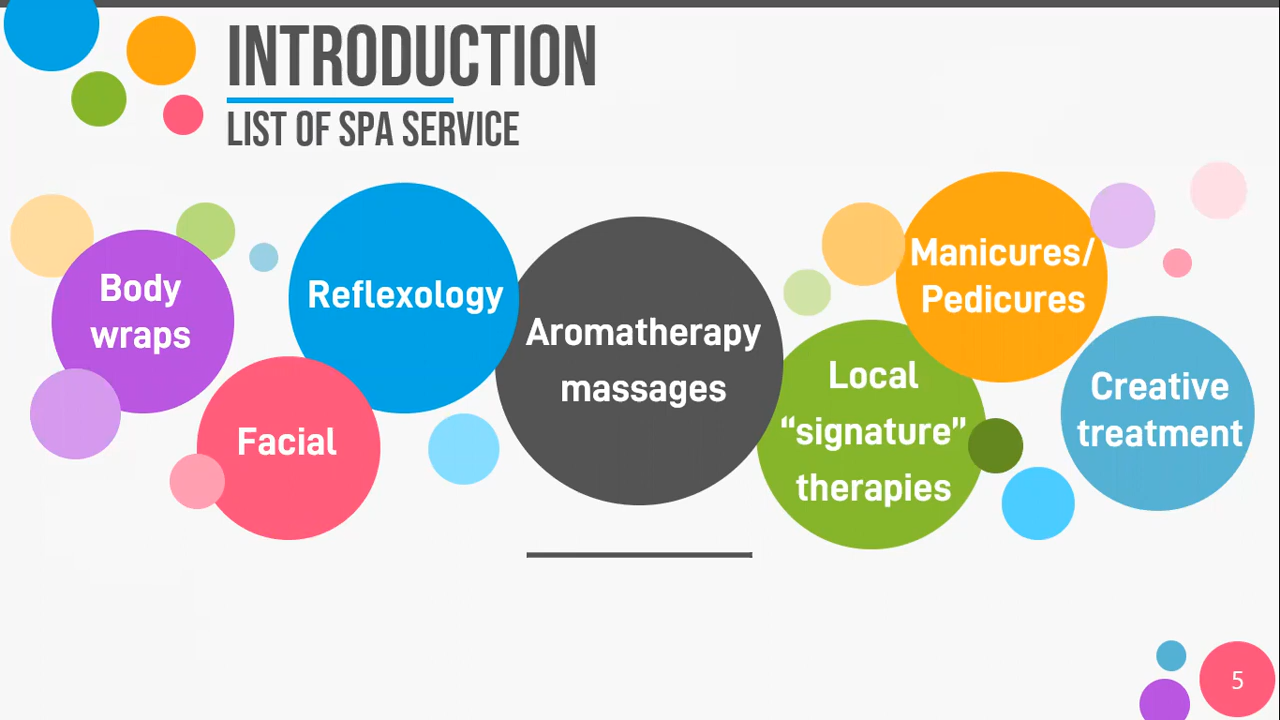 INTRODUCTION
LIST OF SPA SERVICE
Body
wraps
Facial
Reflexology
Aromatherapy
massages
Local
“signature”
therapies
Manicures/
Pedicures
Creative
treatment
5